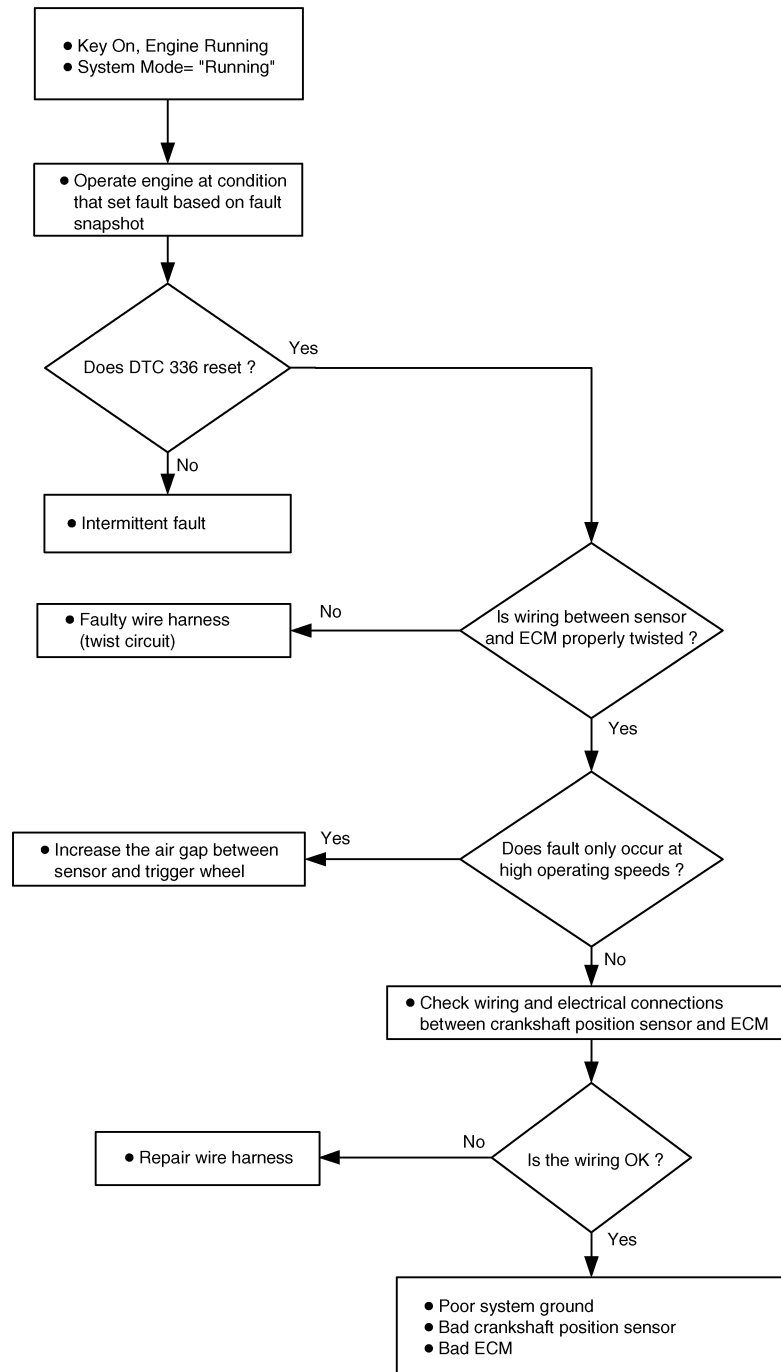 ● Key On, Engine Running
● System Mode= "Running"
● Operate engine at condition
that set fault based on fault
snapshot
Does DTC 336 reset ?
Yes
No
● Intermittent fault
Is wiring between sensor
and ECM properly twisted ?
No
● Faulty wire harness
(twist circuit)
Yes
Does fault only occur at
high operating speeds ?
Yes
● Increase the air gap between
sensor and trigger wheel
No
● Check wiring and electrical connections
between crankshaft position sensor and ECM
Is the wiring OK ?
No
● Repair wire harness
Yes
● Poor system ground
● Bad crankshaft position sensor
● Bad ECM